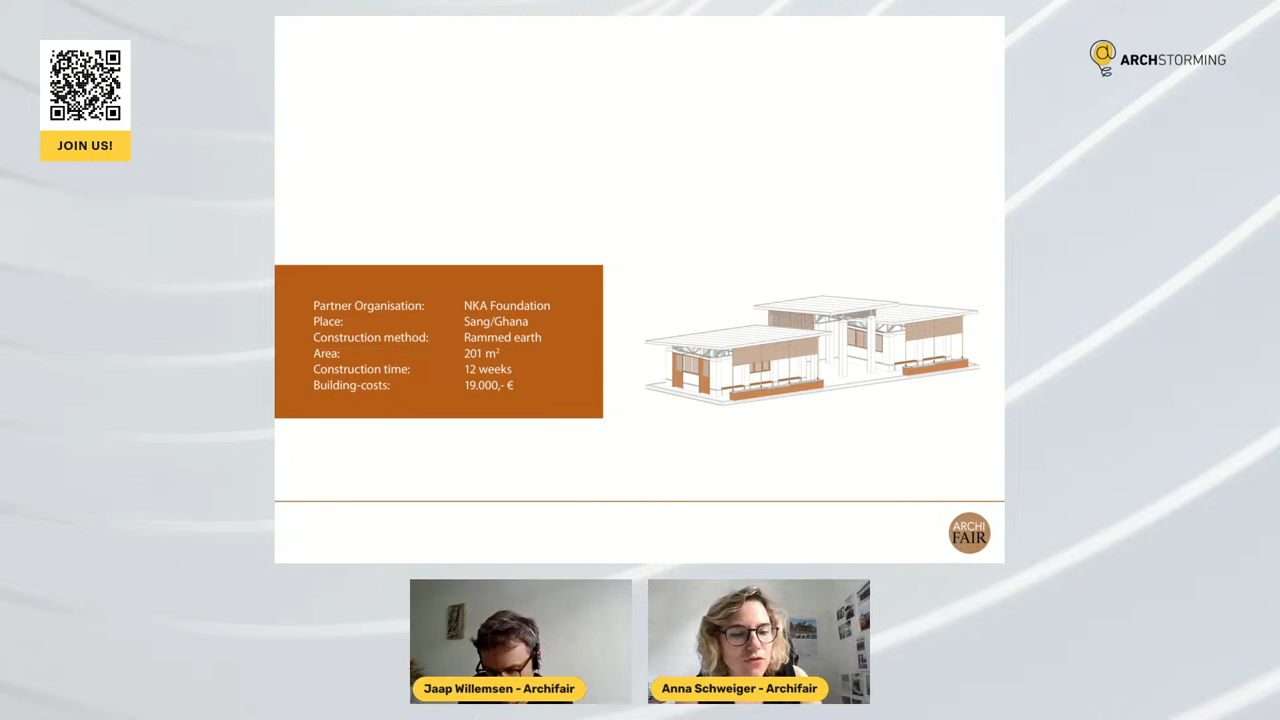 JOIN US!
ARCHSTORMING
Partner Organisation: NKA Foundation
Place: Sang/Ghana
Construction method: Rammed earth
Area: 201 m²
Construction time: 12 weeks
Building-costs: 19.000,- €
ARCHI
FAIR
Jaap Willemsen - Archifair
Anna Schweiger - Archifair